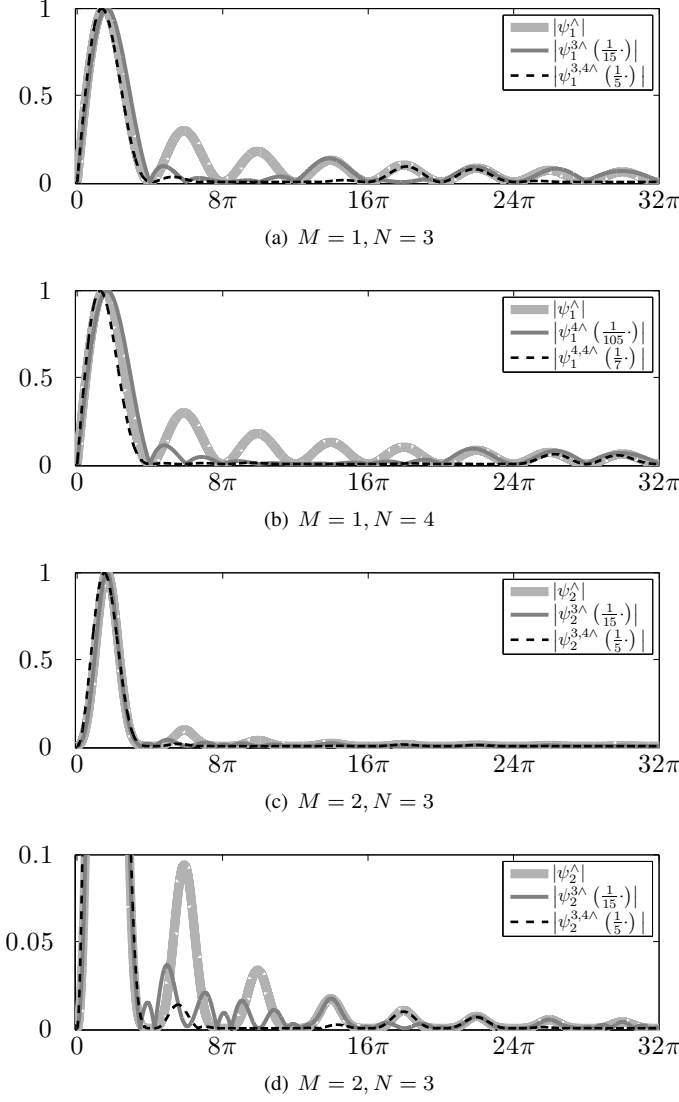 1
0.5
0
|ψ₁^∧|
|ψ₁^{3∧} (1/15 ·)|
|ψ₁^{3,4∧} (1/5 ·)|
0 8π 16π 24π 32π
(a) M = 1, N = 3
1
0.5
0
|ψ₁^∧|
|ψ₁^{4∧} (1/105 ·)|
|ψ₁^{4,4∧} (1/7 ·)|
0 8π 16π 24π 32π
(b) M = 1, N = 4
1
0.5
0
|ψ₂^∧|
|ψ₂^{3∧} (1/15 ·)|
|ψ₂^{3,4∧} (1/5 ·)|
0 8π 16π 24π 32π
(c) M = 2, N = 3
0.1
0.05
0
|ψ₂^∧|
|ψ₂^{3∧} (1/15 ·)|
|ψ₂^{3,4∧} (1/5 ·)|
0 8π 16π 24π 32π
(d) M = 2, N = 3